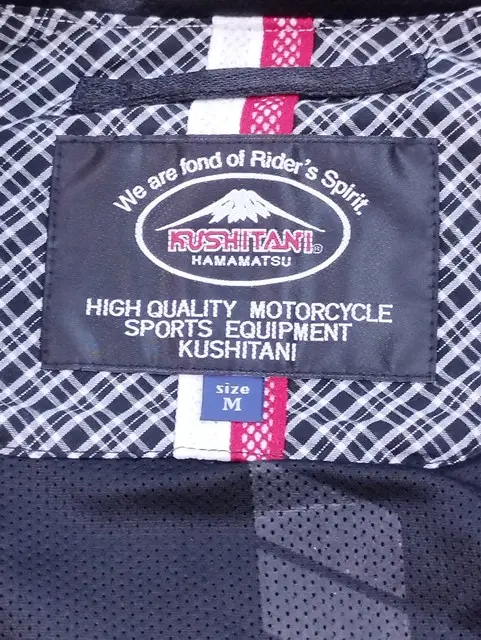 We are fond of Rider's Spirit.
KUSHITANI®
HAMAMATSU
HIGH QUALITY MOTORCYCLE
SPORTS EQUIPMENT
KUSHITANI
size
M